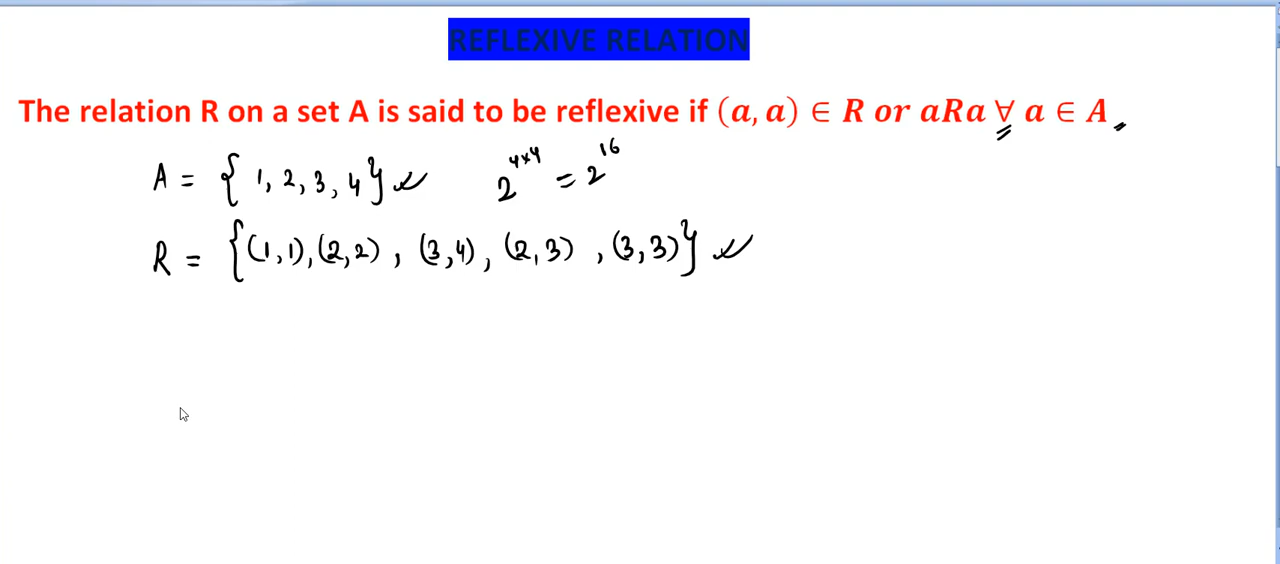 REFLEXIVE RELATION
The relation R on a set A is said to be reflexive if (a, a) ∈ R or aRa ∀ a ∈ A .
A = { 1, 2, 3, 4} 2^{4×4} = 2^{16}
R = {(1,1),(2,2) , (3,4), (2,3) , (3,3)}